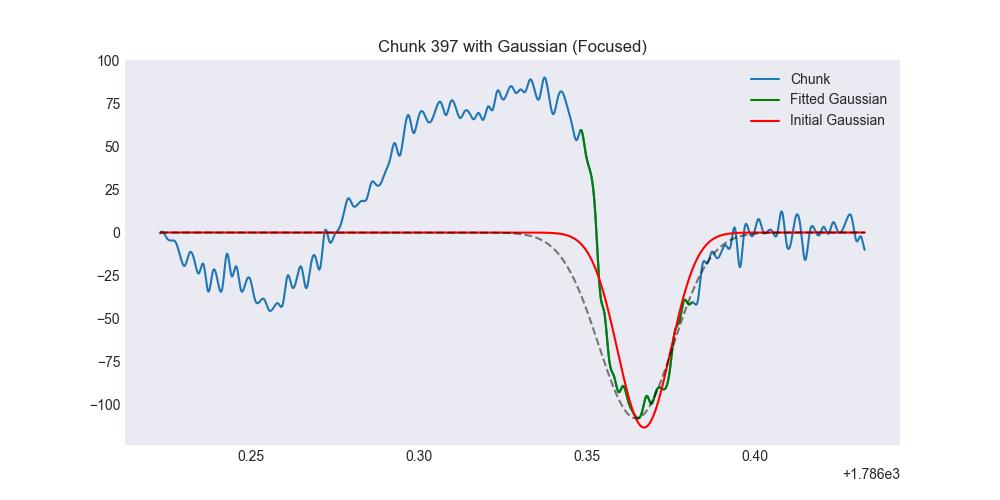 Chunk 397 with Gaussian (Focused)
100
75
50
25
0
−25
−50
−75
−100
0.25
0.30
0.35
0.40
+1.786e3
Chunk
Fitted Gaussian
Initial Gaussian